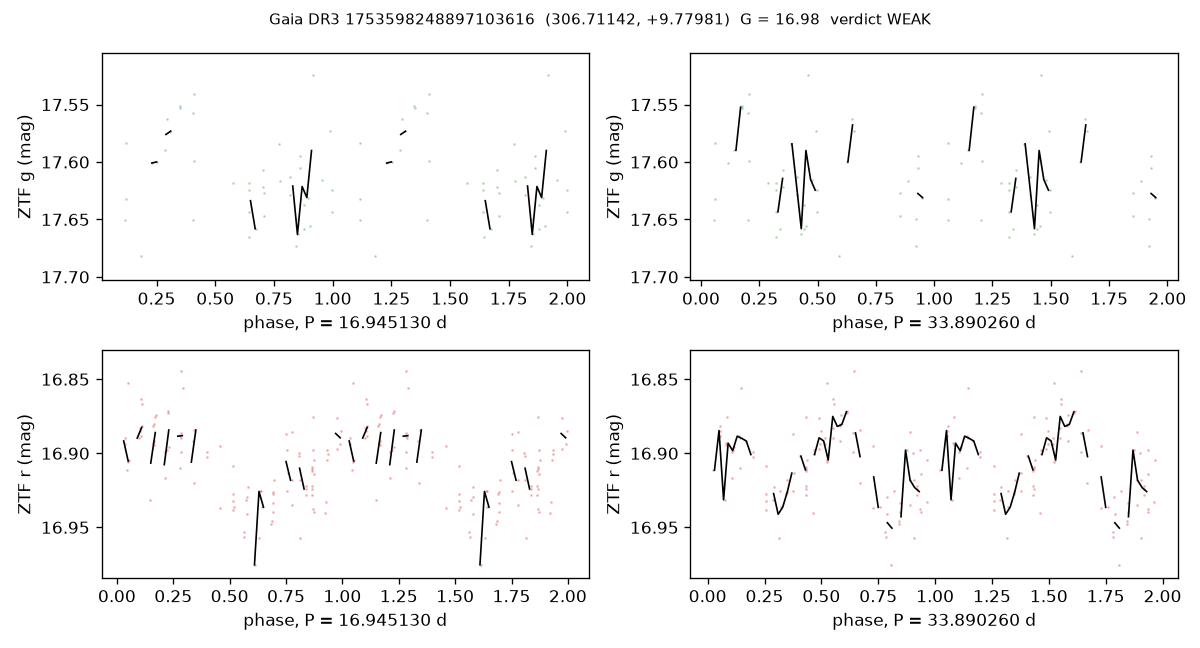 Gaia DR3 1753598248897103616  (306.71142, +9.77981)  G = 16.98  verdict WEAK
ZTF g (mag)
17.55
17.60
17.65
17.70
0.25 0.50 0.75 1.00 1.25 1.50 1.75 2.00
phase, P = 16.945130 d
ZTF g (mag)
17.55
17.60
17.65
17.70
0.00 0.25 0.50 0.75 1.00 1.25 1.50 1.75 2.00
phase, P = 33.890260 d
ZTF r (mag)
16.85
16.90
16.95
0.00 0.25 0.50 0.75 1.00 1.25 1.50 1.75 2.00
phase, P = 16.945130 d
ZTF r (mag)
16.85
16.90
16.95
0.00 0.25 0.50 0.75 1.00 1.25 1.50 1.75 2.00
phase, P = 33.890260 d